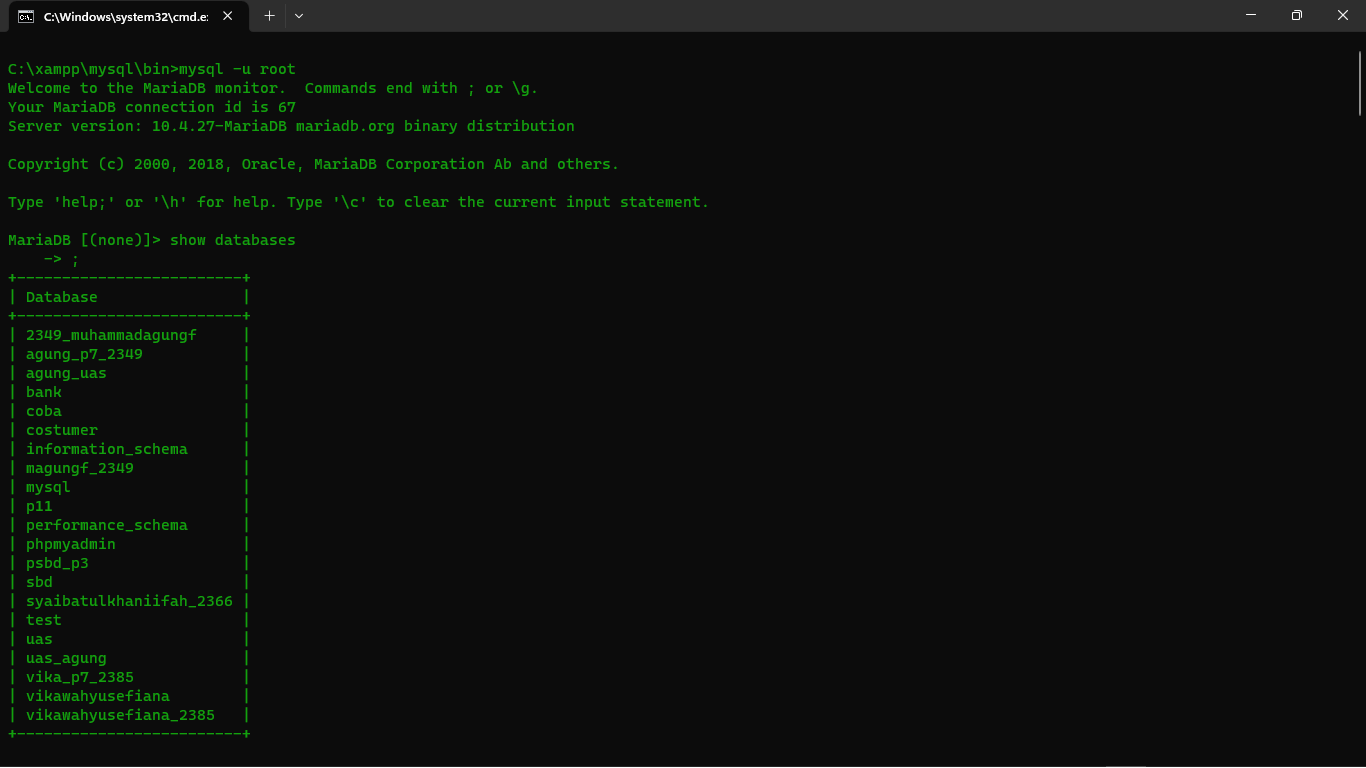 C:\Windows\system32\cmd.e:
C:\xampp\mysql\bin>mysql -u root
Welcome to the MariaDB monitor.  Commands end with ; or \g.
Your MariaDB connection id is 67
Server version: 10.4.27-MariaDB mariadb.org binary distribution
Copyright (c) 2000, 2018, Oracle, MariaDB Corporation Ab and others.
Type 'help;' or '\h' for help. Type '\c' to clear the current input statement.
MariaDB [(none)]> show databases
    -> ;
+-------------------------+
| Database                |
+-------------------------+
| 2349_muhammadagungf     |
| agung_p7_2349           |
| agung_uas               |
| bank                    |
| coba                    |
| costumer                |
| information_schema      |
| magungf_2349            |
| mysql                   |
| p11                     |
| performance_schema      |
| phpmyadmin              |
| psbd_p3                 |
| sbd                     |
| syaibatulkhaniifah_2366 |
| test                    |
| uas                     |
| uas_agung               |
| vika_p7_2385            |
| vikawahyusefiana        |
| vikawahyusefiana_2385   |
+-------------------------+